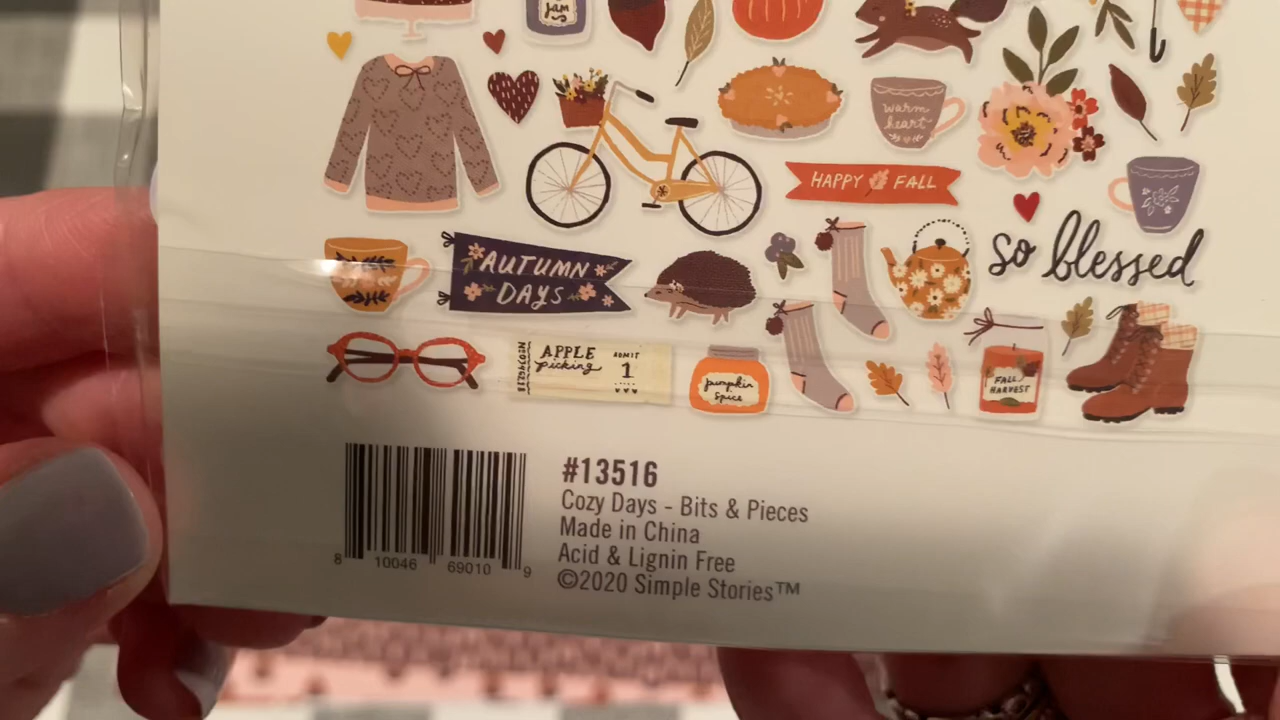 jam
warm
heart
HAPPY FALL
so blessed
AUTUMN
DAYS
APPLE
picking
ADMIT
1
pumpkin
spice
FALL
HARVEST
#13516
Cozy Days - Bits & Pieces
Made in China
Acid & Lignin Free
©2020 Simple Stories™
8 10046 69010 9